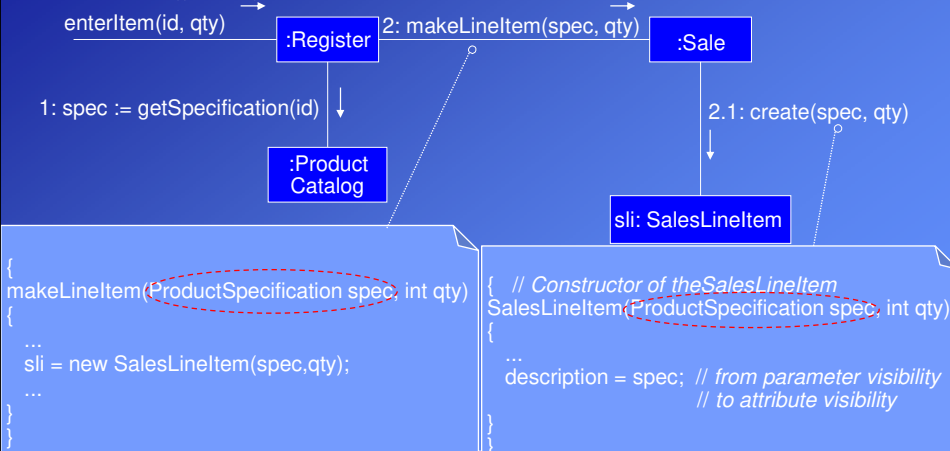 enterItem(id, qty)
:Register
2: makeLineItem(spec, qty)
:Sale
1: spec := getSpecification(id)
2.1: create(spec, qty)
:Product
Catalog
sli: SalesLineItem
{
makeLineItem(ProductSpecification spec, int qty)
{
...
sli = new SalesLineItem(spec,qty);
...
}
}
{ // Constructor of theSalesLineItem
SalesLineItem(ProductSpecification spec, int qty)
{
...
description = spec; // from parameter visibility
// to attribute visibility
}
}